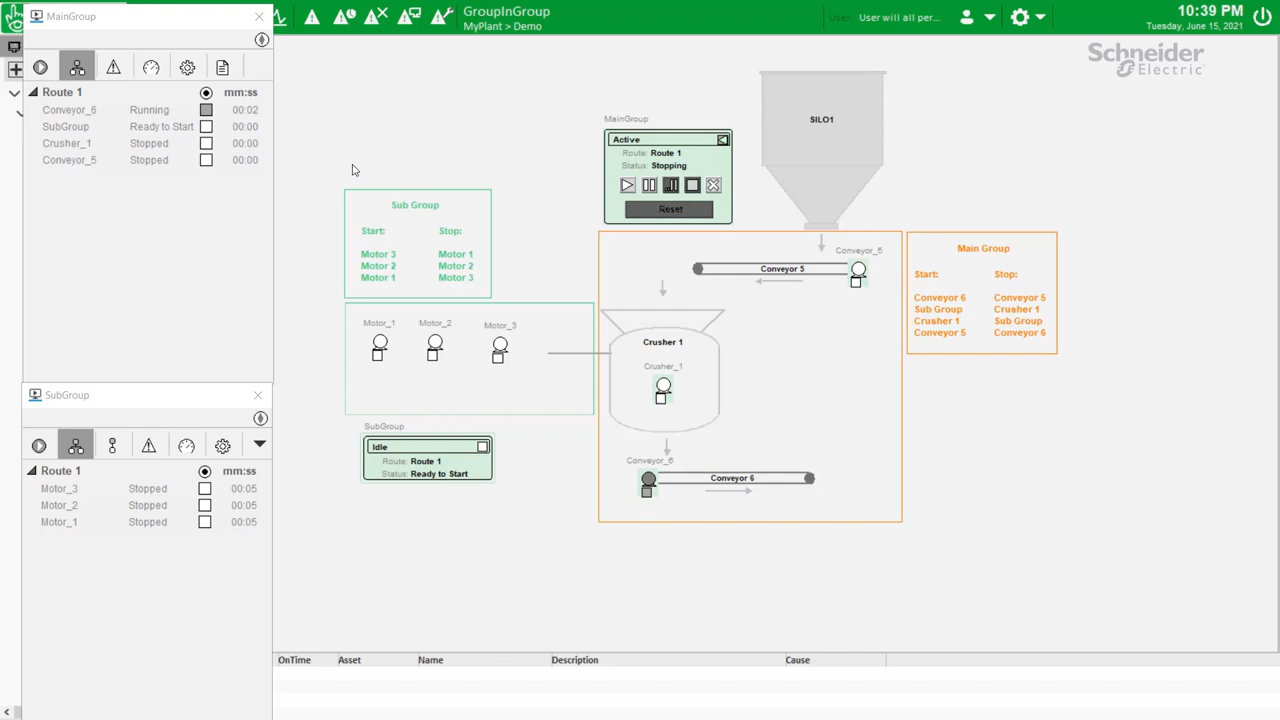 MainGroup
GroupInGroup
MyPlant > Demo
User:
User will all per...
10:39 PM
Tuesday, June 15, 2021
Schneider
Electric
Route 1
mm:ss
Conveyor_6 Running 00:02
SubGroup Ready to Start 00:00
Crusher_1 Stopped 00:00
Conveyor_5 Stopped 00:00
SubGroup
Route 1
mm:ss
Motor_3 Stopped 00:05
Motor_2 Stopped 00:05
Motor_1 Stopped 00:05
MainGroup
Active
Route: Route 1
Status: Stopping
Reset
SILO1
Sub Group
Start: Stop:
Motor 3 Motor 1
Motor 2 Motor 2
Motor 1 Motor 3
Motor_1
Motor_2
Motor_3
SubGroup
Idle
Route: Route 1
Status: Ready to Start
Conveyor_5
Conveyor 5
Crusher 1
Crusher_1
Conveyor_6
Conveyor 6
Main Group
Start: Stop:
Conveyor 6 Conveyor 5
Sub Group Crusher 1
Crusher 1 Sub Group
Conveyor 5 Conveyor 6
OnTime Asset Name Description Cause